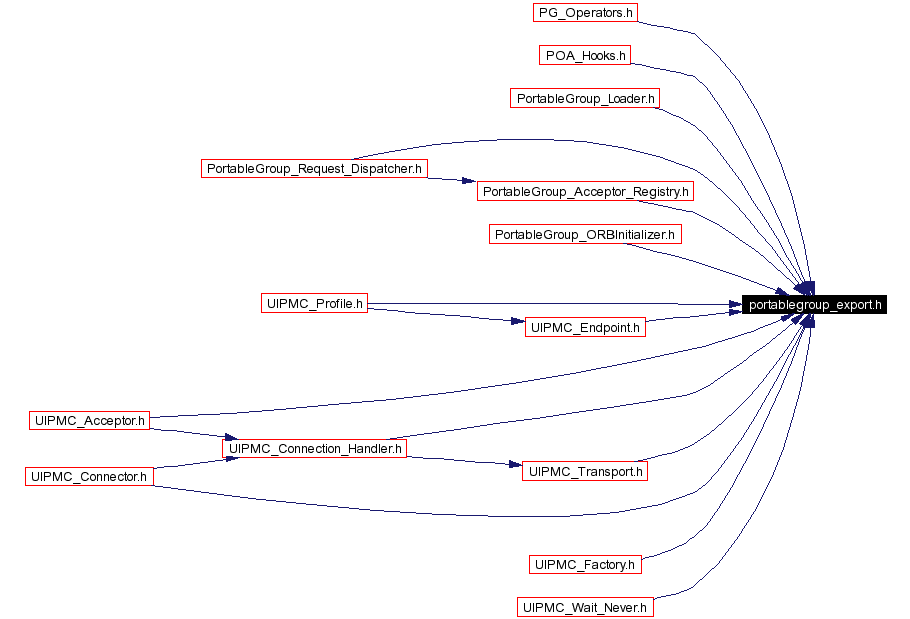 PG_Operators.h
POA_Hooks.h
PortableGroup_Loader.h
PortableGroup_Request_Dispatcher.h
PortableGroup_Acceptor_Registry.h
PortableGroup_ORBInitializer.h
UIPMC_Profile.h
portablegroup_export.h
UIPMC_Endpoint.h
UIPMC_Acceptor.h
UIPMC_Connection_Handler.h
UIPMC_Transport.h
UIPMC_Connector.h
UIPMC_Factory.h
UIPMC_Wait_Never.h